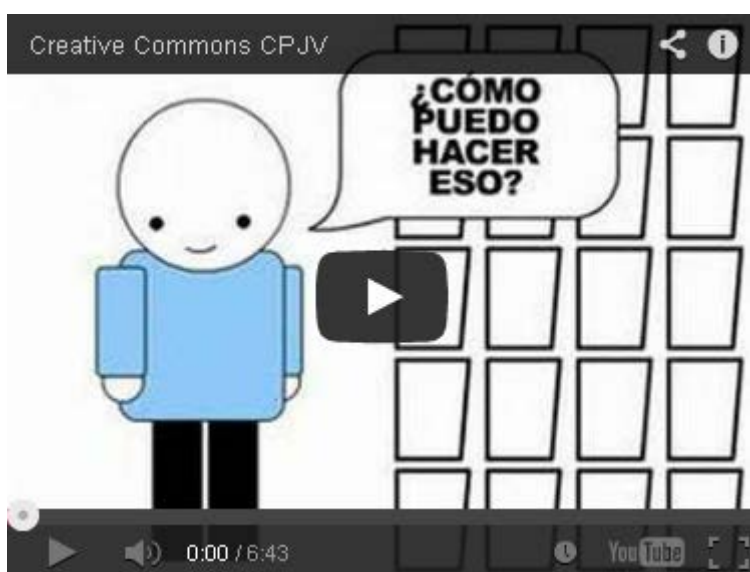 Creative Commons CPJV
¿CÓMO
PUEDO
HACER
ESO?
0:00 / 6:43
YouTube